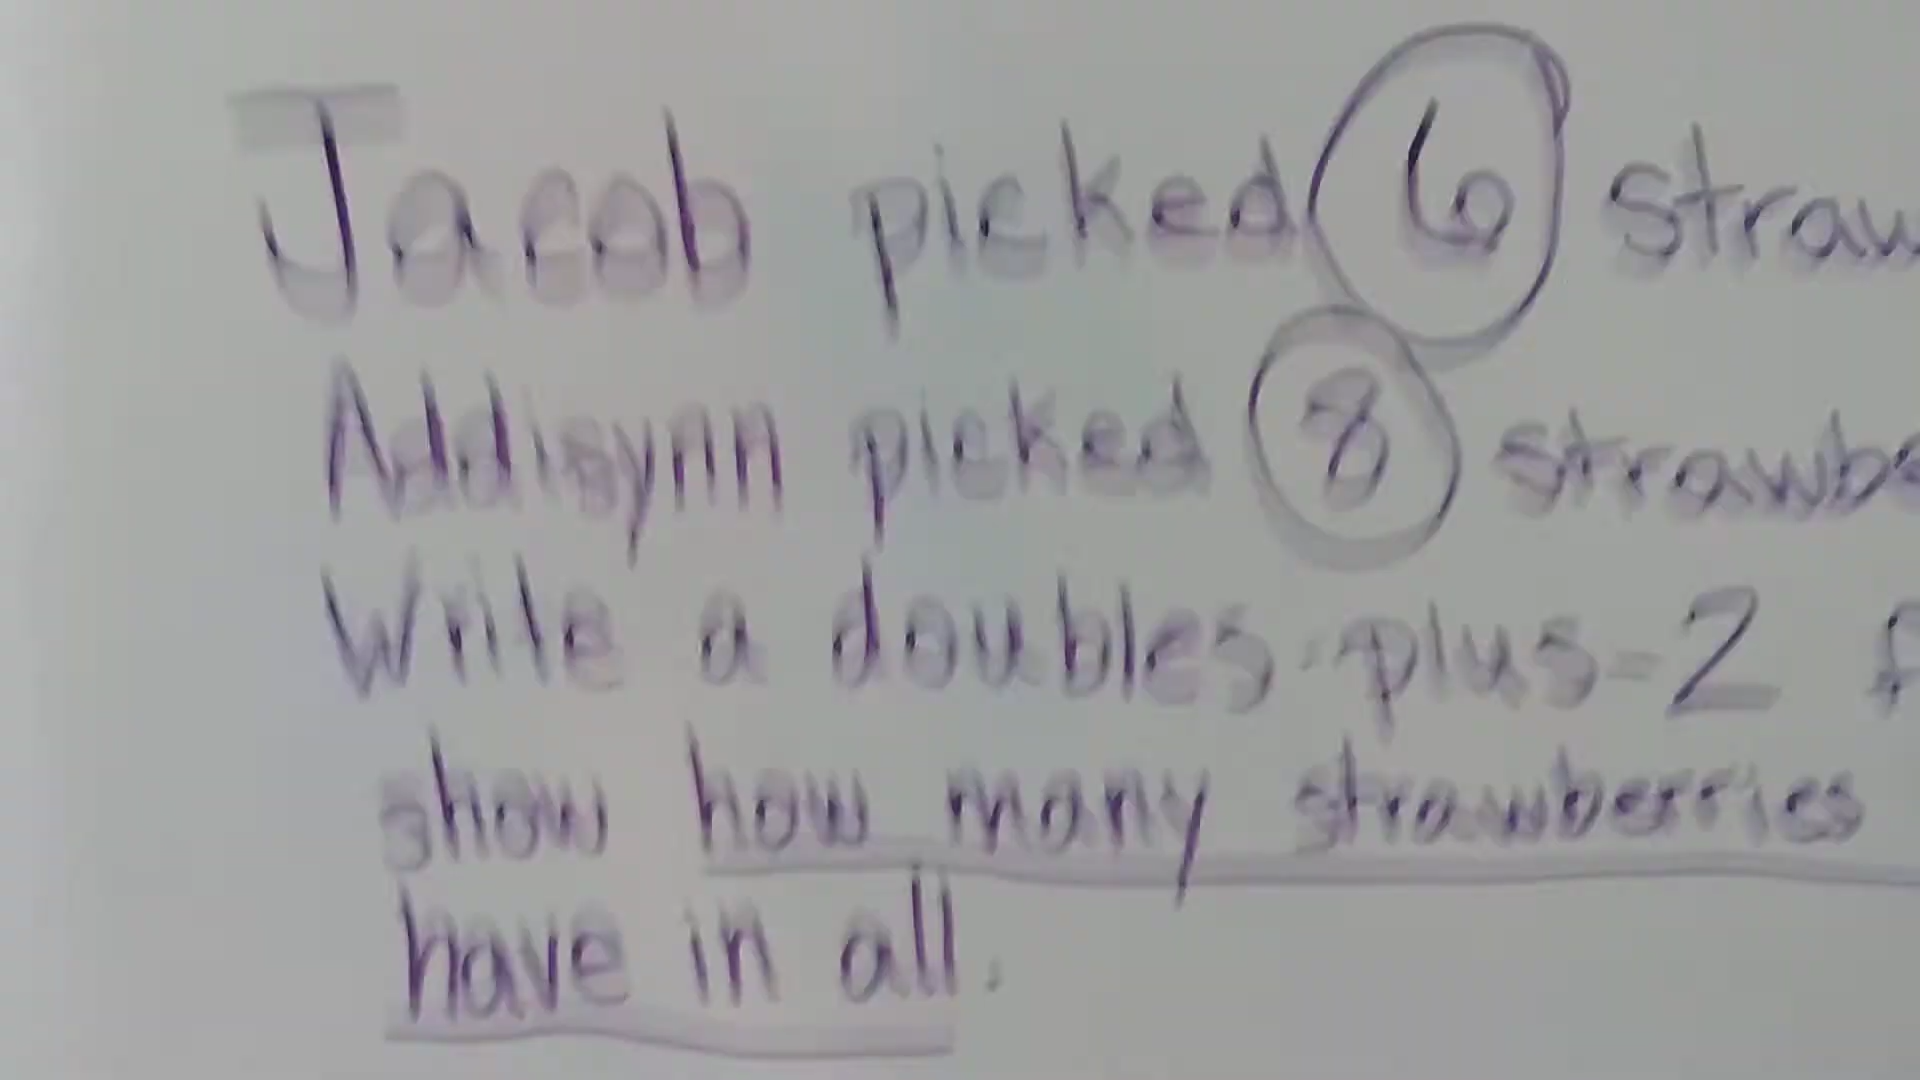 Jacob picked 6 straw
Addisynn picked 8 strawbe
Write a doubles-plus-2 f
show how many strawberries
have in all.